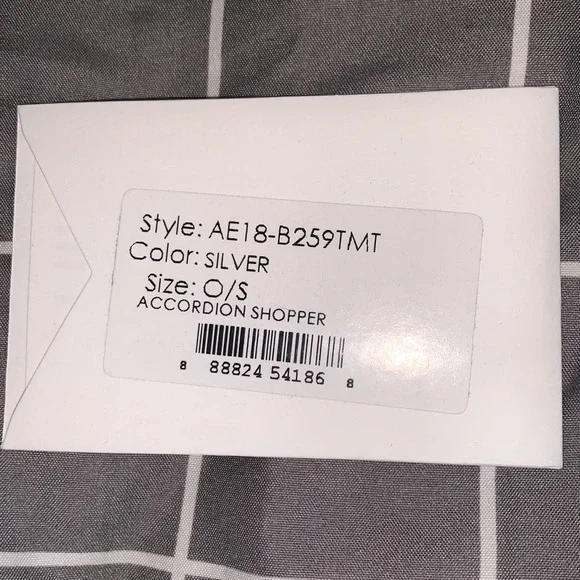 Style: AE18-B259TMT
Color: SILVER
Size: O/S
ACCORDION SHOPPER
8 88824 54186 8